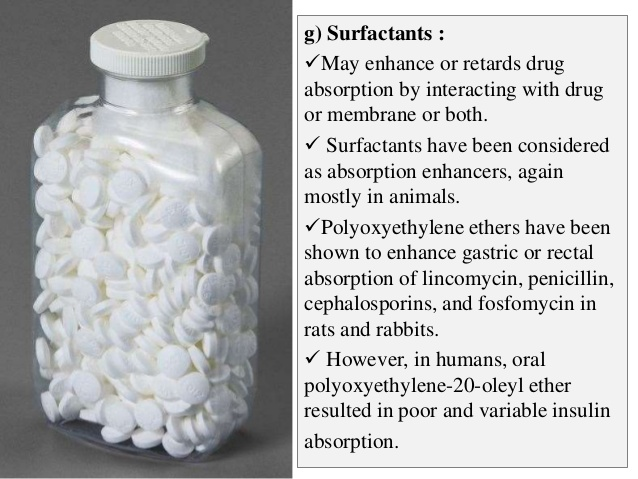 g) Surfactants :
✓May enhance or retards drug
absorption by interacting with drug
or membrane or both.
✓ Surfactants have been considered
as absorption enhancers, again
mostly in animals.
✓Polyoxyethylene ethers have been
shown to enhance gastric or rectal
absorption of lincomycin, penicillin,
cephalosporins, and fosfomycin in
rats and rabbits.
✓ However, in humans, oral
polyoxyethylene-20-oleyl ether
resulted in poor and variable insulin
absorption.